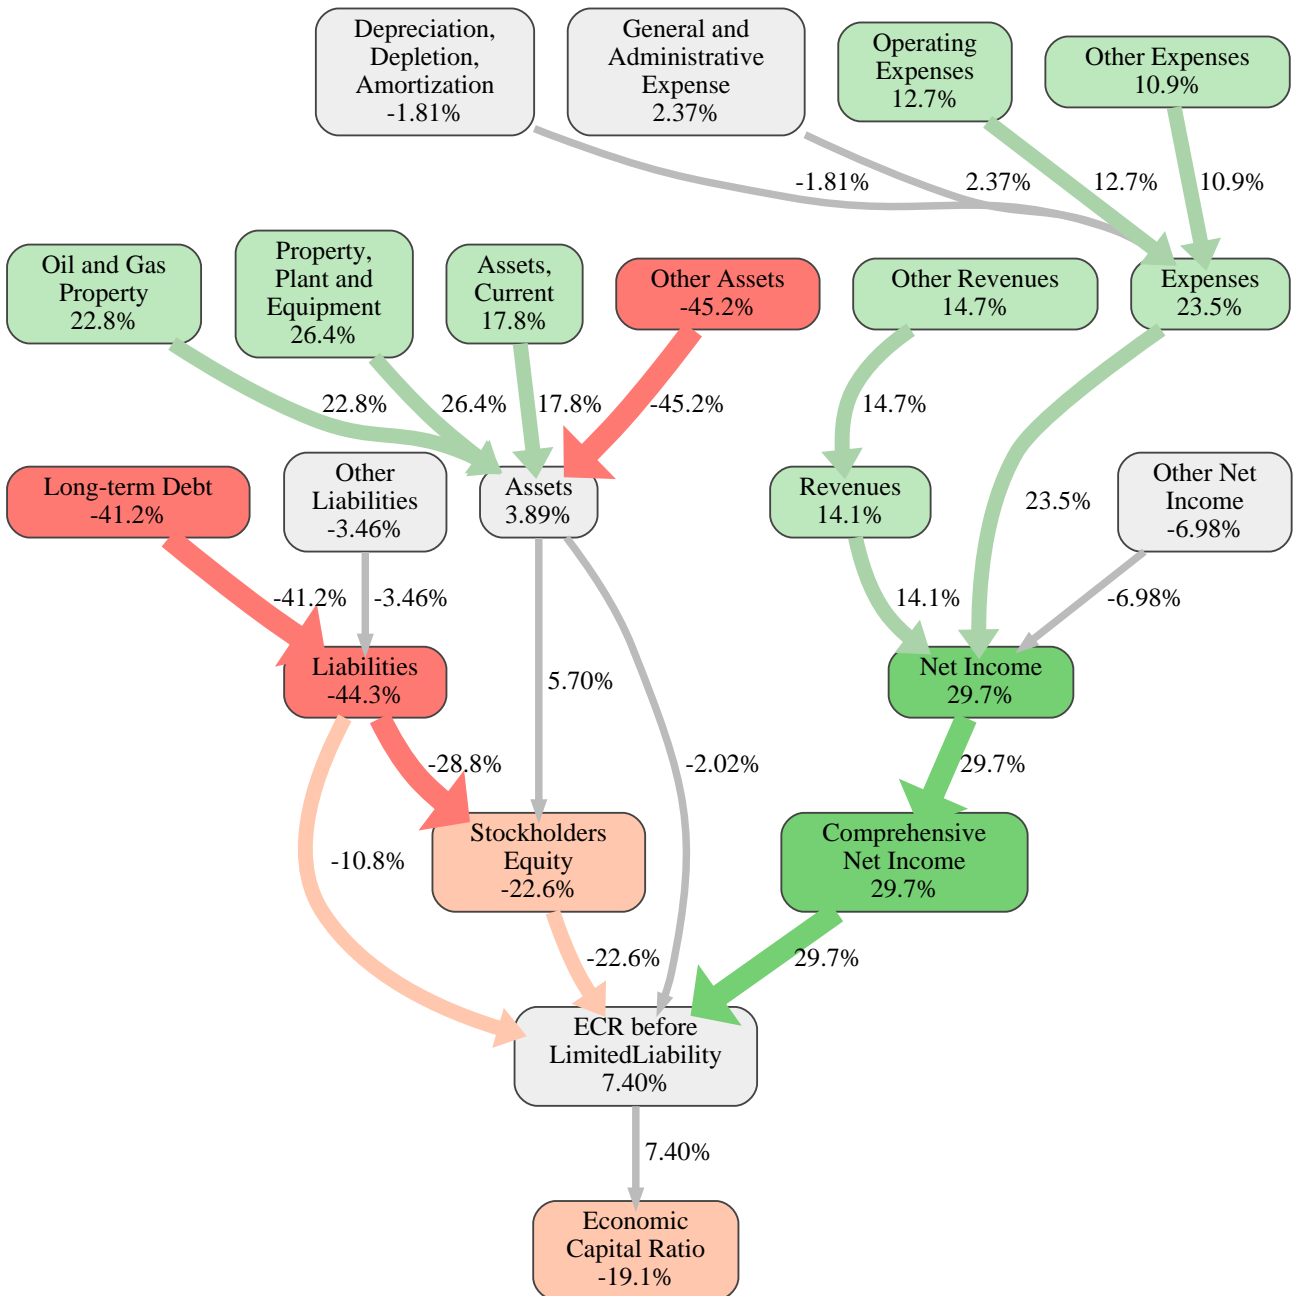 Depreciation,
Depletion,
Amortization
-1.81%
General and
Administrative
Expense
2.37%
Operating
Expenses
12.7%
Other Expenses
10.9%
-1.81%
2.37%
12.7%
10.9%
Oil and Gas
Property
22.8%
Property,
Plant and
Equipment
26.4%
Assets,
Current
17.8%
Other Assets
-45.2%
Other Revenues
14.7%
Expenses
23.5%
22.8%
26.4%
17.8%
-45.2%
14.7%
Long-term Debt
-41.2%
Other
Liabilities
-3.46%
Assets
3.89%
Revenues
14.1%
23.5%
Other Net
Income
-6.98%
-41.2%
-3.46%
14.1%
-6.98%
Liabilities
-44.3%
5.70%
Net Income
29.7%
-28.8%
-2.02%
29.7%
-10.8%
Stockholders
Equity
-22.6%
Comprehensive
Net Income
29.7%
-22.6%
29.7%
ECR before
LimitedLiability
7.40%
7.40%
Economic
Capital Ratio
-19.1%